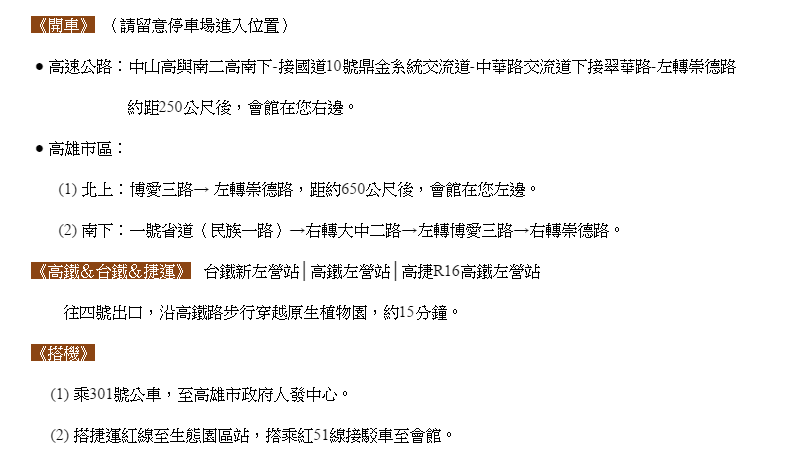 《開車》 （請留意停車場進入位置）
● 高速公路：中山高與南二高南下-接國道10號鼎金系統交流道-中華路交流道下接翠華路-左轉崇德路
約距250公尺後，會館在您右邊。
● 高雄市區：
(1) 北上：博愛三路→ 左轉崇德路，距約650公尺後，會館在您左邊。
(2) 南下：一號省道（民族一路）→右轉大中二路→左轉博愛三路→右轉崇德路。
《高鐵＆台鐵＆捷運》 台鐵新左營站│高鐵左營站│高捷R16高鐵左營站
往四號出口，沿高鐵路步行穿越原生植物園，約15分鐘。
《搭機》
(1) 乘301號公車，至高雄市政府人發中心。
(2) 搭捷運紅線至生態園區站，搭乘紅51線接駁車至會館。